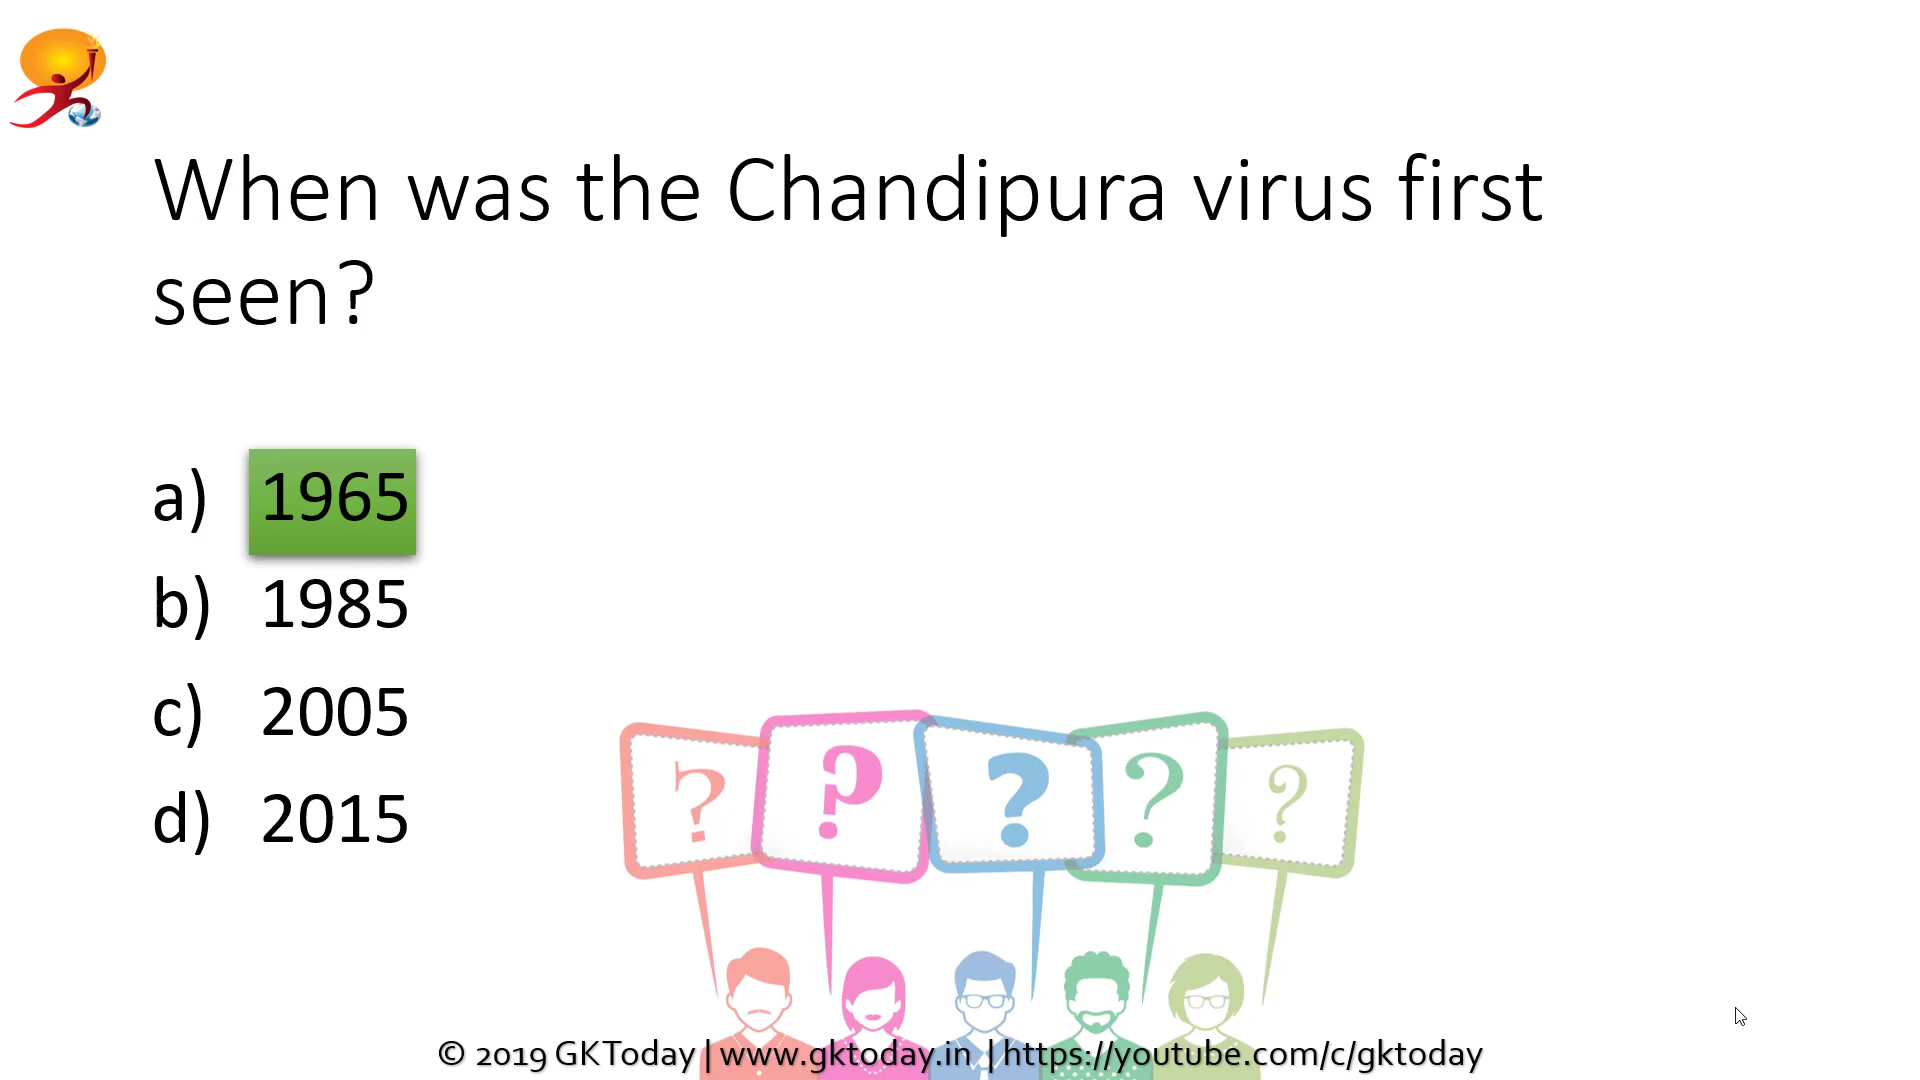 When was the Chandipura virus first
seen?
a) 1965
b) 1985
c) 2005
d) 2015
? ? ? ? ?
© 2019 GKToday | www.gktoday.in | https://youtube.com/c/gktoday